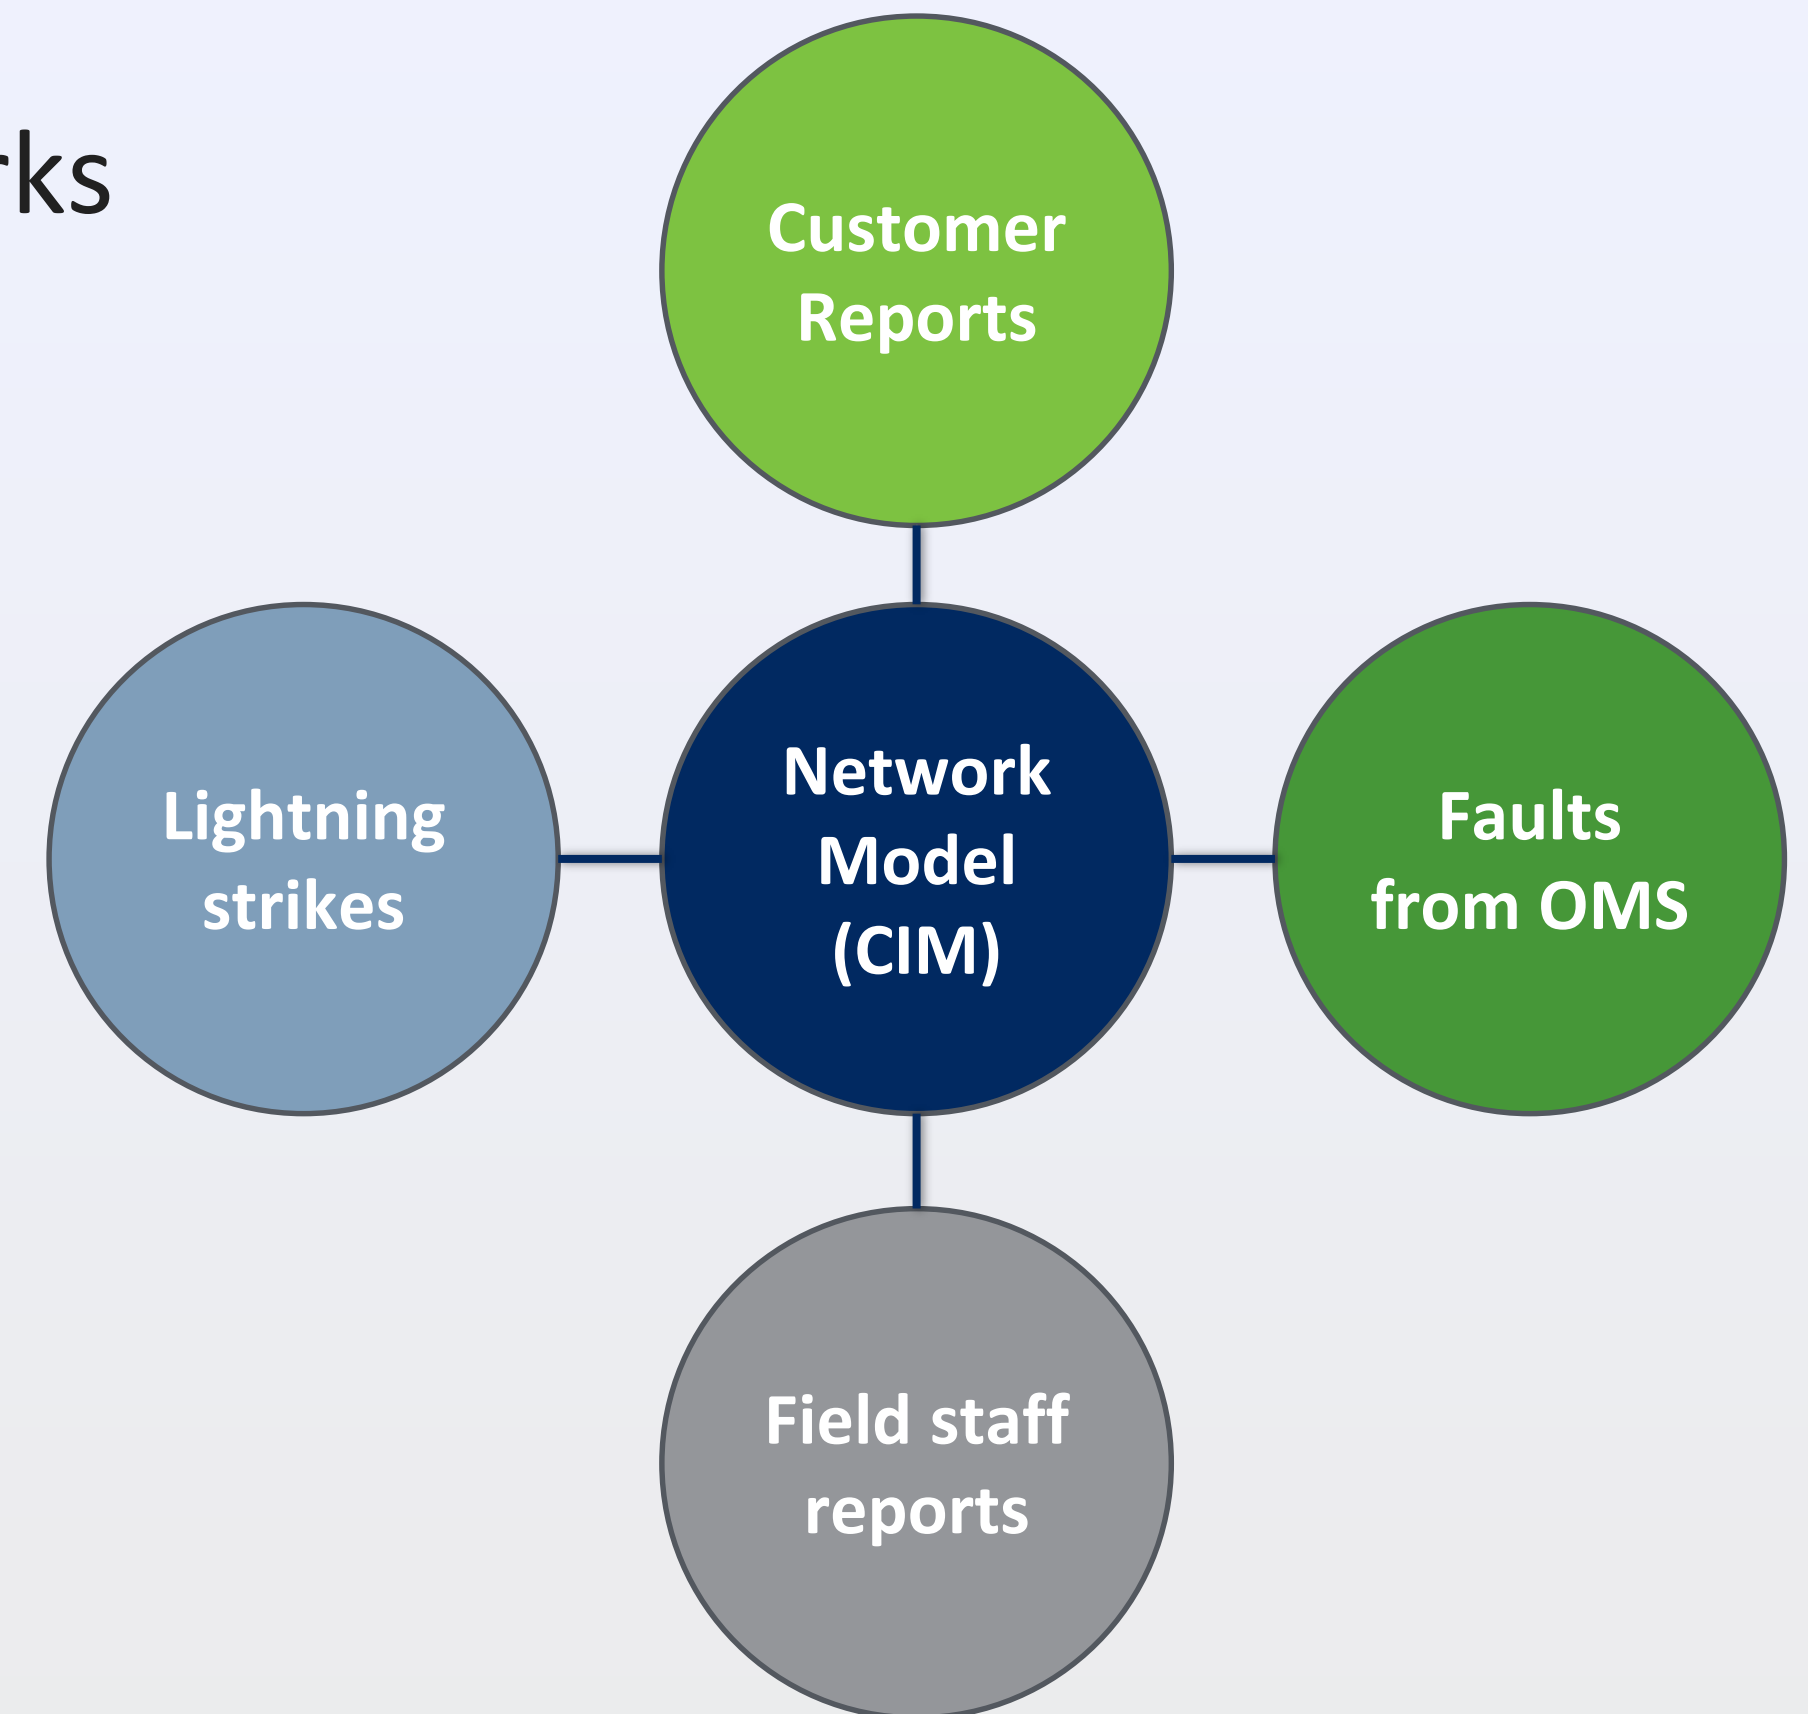 rks
Customer
Reports
Lightning
strikes
Network
Model
(CIM)
Faults
from OMS
Field staff
reports